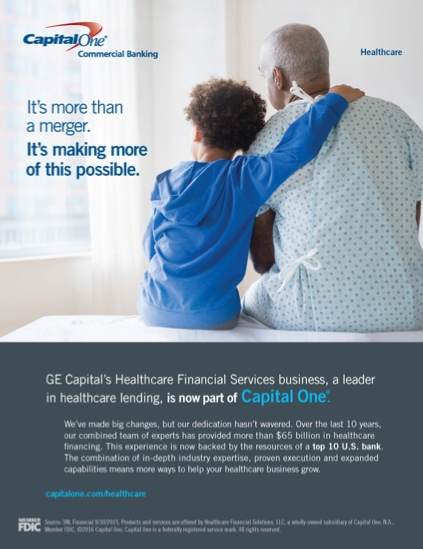 Capital One®
Commercial Banking
Healthcare
It's more than
a merger.
It's making more
of this possible.
GE Capital's Healthcare Financial Services business, a leader
in healthcare lending, is now part of Capital One®.
We've made big changes, but our dedication hasn't wavered. Over the last 10 years,
our combined team of experts has provided more than $65 billion in healthcare
financing. This experience is now backed by the resources of a top 10 U.S. bank.
The combination of in-depth industry expertise, proven execution and expanded
capabilities means more ways to help your healthcare business grow.
capitalone.com/healthcare
MEMBER
FDIC
Source: SNL Financial 9/30/2015. Products and services are offered by Healthcare Financial Solutions, LLC, a wholly-owned subsidiary of Capital One, N.A.
Member FDIC. ©2016 Capital One. Capital One is a federally registered service mark. All rights reserved.